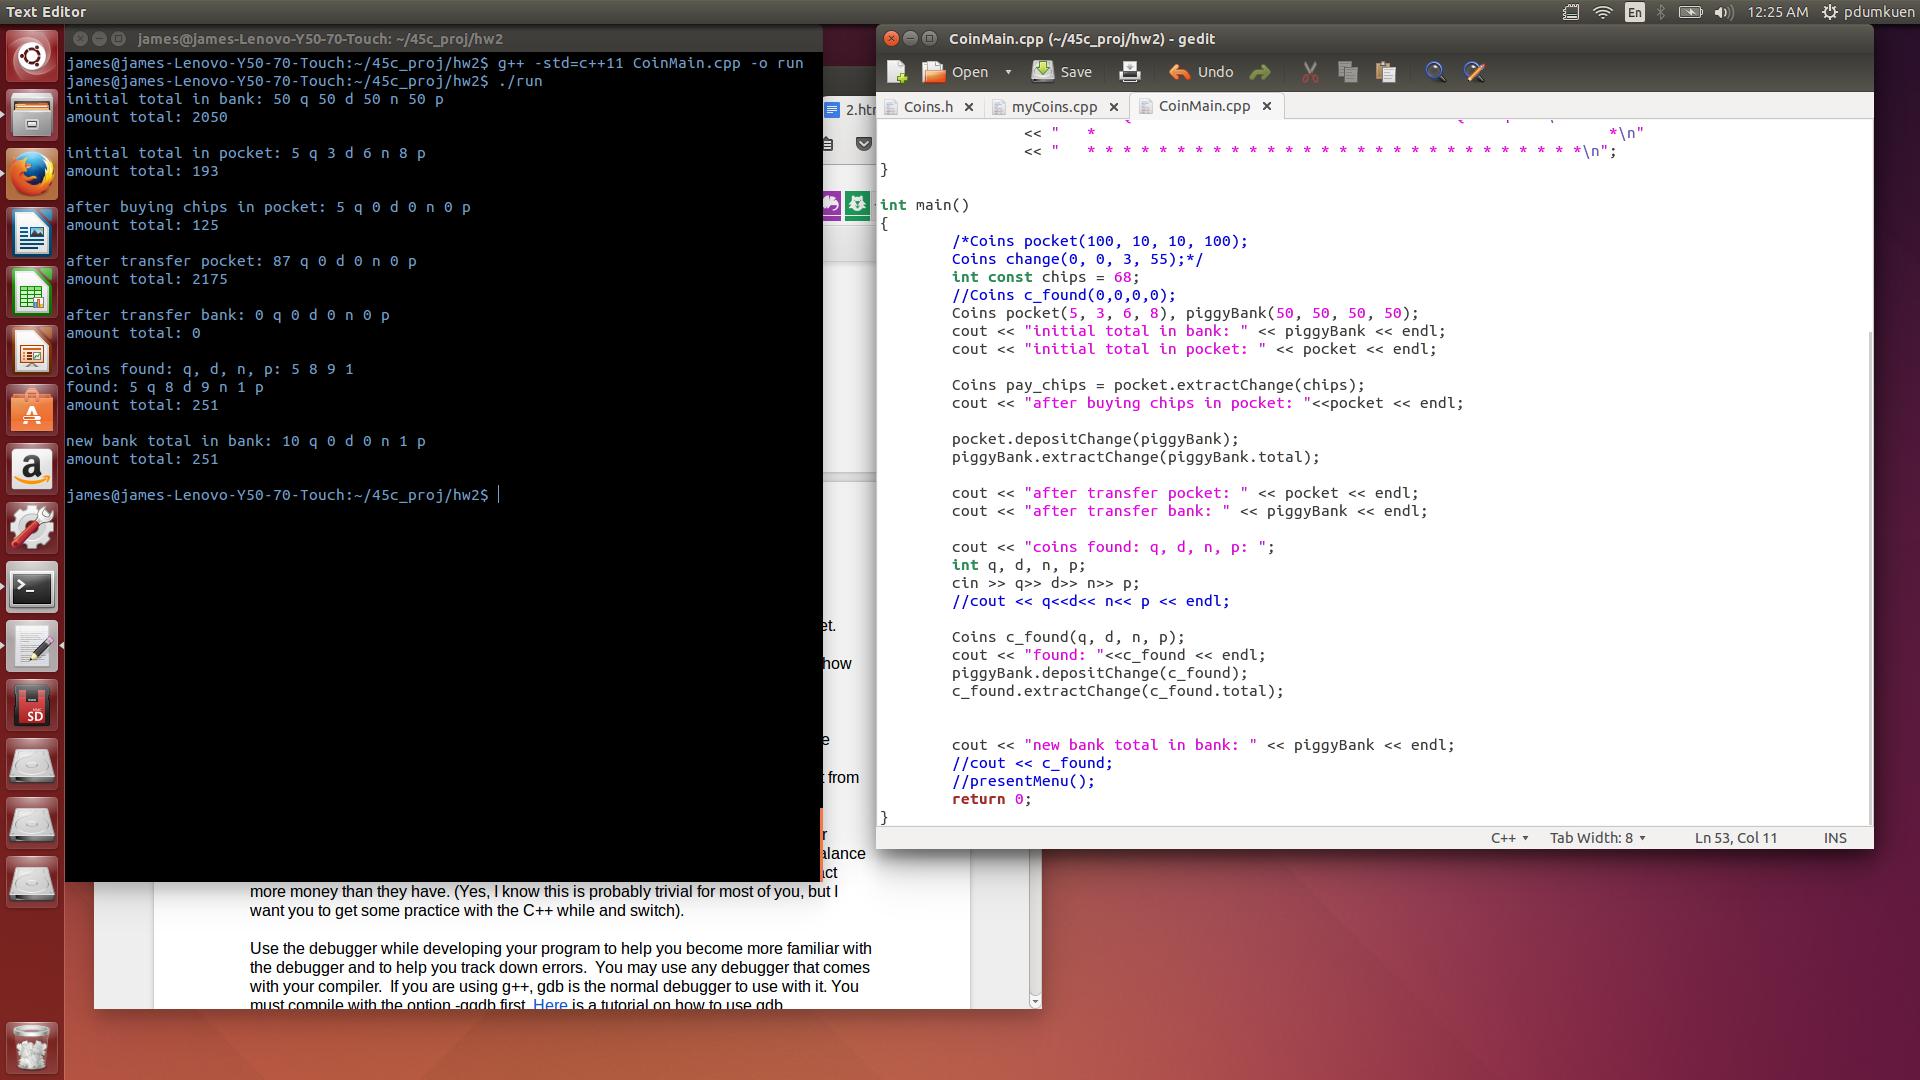 Text Editor
En
12:25 AM
pdumkuen
james@james-Lenovo-Y50-70-Touch: ~/45c_proj/hw2
james@james-Lenovo-Y50-70-Touch:~/45c_proj/hw2$ g++ -std=c++11 CoinMain.cpp -o run
james@james-Lenovo-Y50-70-Touch:~/45c_proj/hw2$ ./run
initial total in bank: 50 q 50 d 50 n 50 p
amount total: 2050
initial total in pocket: 5 q 3 d 6 n 8 p
amount total: 193
after buying chips in pocket: 5 q 0 d 0 n 0 p
amount total: 125
after transfer pocket: 87 q 0 d 0 n 0 p
amount total: 2175
after transfer bank: 0 q 0 d 0 n 0 p
amount total: 0
coins found: q, d, n, p: 5 8 9 1
found: 5 q 8 d 9 n 1 p
amount total: 251
new bank total in bank: 10 q 0 d 0 n 1 p
amount total: 251
james@james-Lenovo-Y50-70-Touch:~/45c_proj/hw2$
CoinMain.cpp (~/45c_proj/hw2) - gedit
Open
Save
Undo
Coins.h × myCoins.cpp × CoinMain.cpp ×
<< "   *                                                         *\n"
<< "   * * * * * * * * * * * * * * * * * * * * * * * * * * * *\n";
}
int main()
{
/*Coins pocket(100, 10, 10, 100);
Coins change(0, 0, 3, 55);*/
int const chips = 68;
//Coins c_found(0,0,0,0);
Coins pocket(5, 3, 6, 8), piggyBank(50, 50, 50, 50);
cout << "initial total in bank: " << piggyBank << endl;
cout << "initial total in pocket: " << pocket << endl;
Coins pay_chips = pocket.extractChange(chips);
cout << "after buying chips in pocket: "<<pocket << endl;
pocket.depositChange(piggyBank);
piggyBank.extractChange(piggyBank.total);
cout << "after transfer pocket: " << pocket << endl;
cout << "after transfer bank: " << piggyBank << endl;
cout << "coins found: q, d, n, p: ";
int q, d, n, p;
cin >> q>> d>> n>> p;
//cout << q<<d<< n<< p << endl;
Coins c_found(q, d, n, p);
cout << "found: "<<c_found << endl;
piggyBank.depositChange(c_found);
c_found.extractChange(c_found.total);
cout << "new bank total in bank: " << piggyBank << endl;
//cout << c_found;
//presentMenu();
return 0;
}
C++
Tab Width: 8
Ln 53, Col 11
INS
et.
how
e
from
r
alance
act
more money than they have. (Yes, I know this is probably trivial for most of you, but I
want you to get some practice with the C++ while and switch).
Use the debugger while developing your program to help you become more familiar with
the debugger and to help you track down errors.  You may use any debugger that comes
with your compiler.  If you are using g++, gdb is the normal debugger to use with it. You
must compile with the option -ggdb first. Here is a tutorial on how to use gdb.